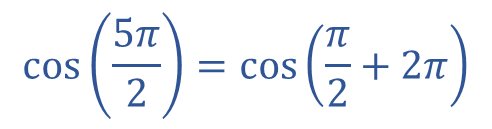 cos(5π/2) = cos(π/2 + 2π)